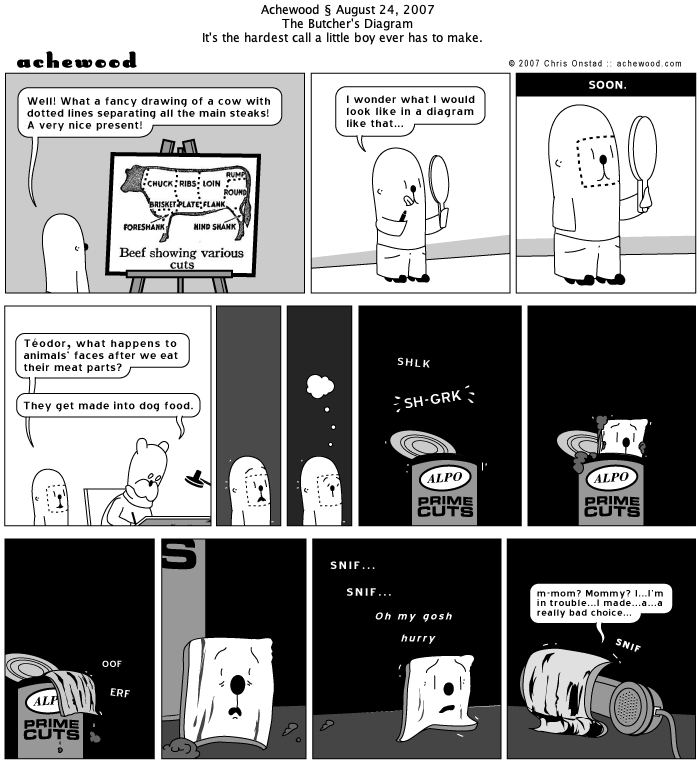 Achewood § August 24, 2007
The Butcher's Diagram
It's the hardest call a little boy ever has to make.
achewood
© 2007 Chris Onstad :: achewood.com
Well! What a fancy drawing of a cow with
dotted lines separating all the main steaks!
A very nice present!
CHUCK
RIBS
LOIN
RUMP
ROUND
BRISKET
PLATE
FLANK
FORESHANK
HIND SHANK
Beef showing various
cuts
I wonder what I would
look like in a diagram
like that...
SOON.
Téodor, what happens to
animals' faces after we eat
their meat parts?
They get made into dog food.
SHLK
SH-GRK
ALPO
PRIME
CUTS
ALPO
PRIME
CUTS
OOF
ERF
ALP
PRIME
CUTS
S
SNIF...
SNIF...
Oh my gosh
hurry
m-mom? Mommy? I...I'm
in trouble...I made...a...a
really bad choice...
SNIF